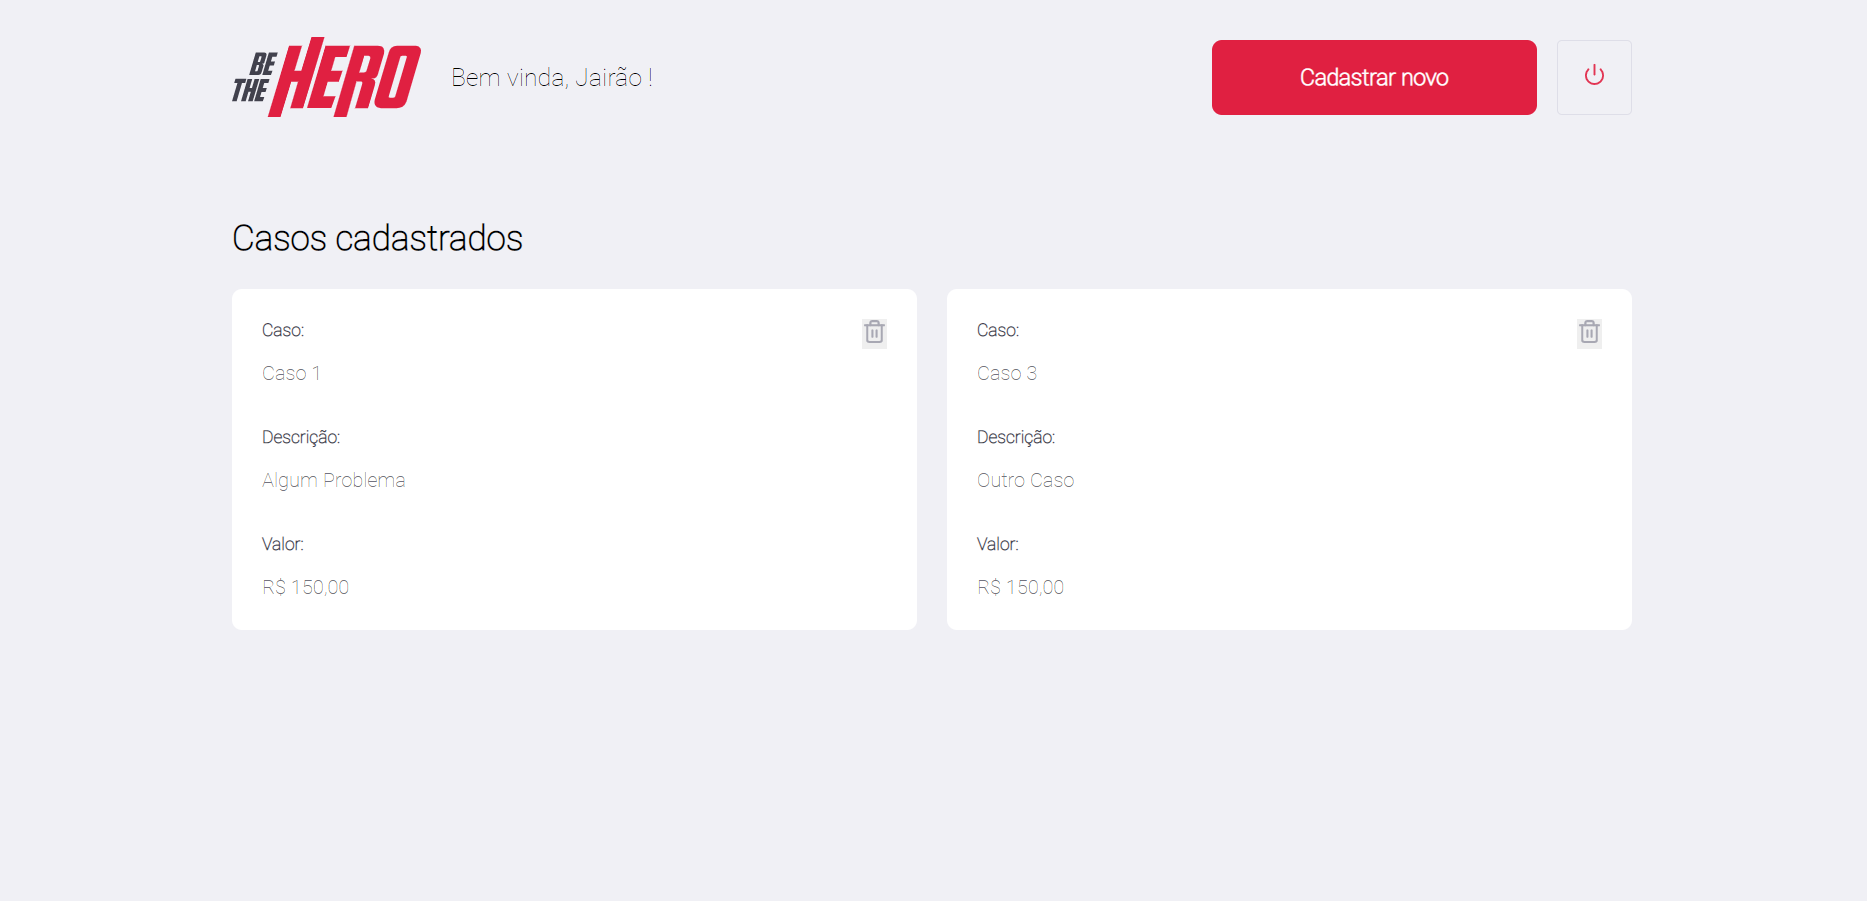 BE THE HERO
Bem vinda, Jairão !
Cadastrar novo
Casos cadastrados
Caso:
Caso 1
Descrição:
Algum Problema
Valor:
R$ 150,00
Caso:
Caso 3
Descrição:
Outro Caso
Valor:
R$ 150,00